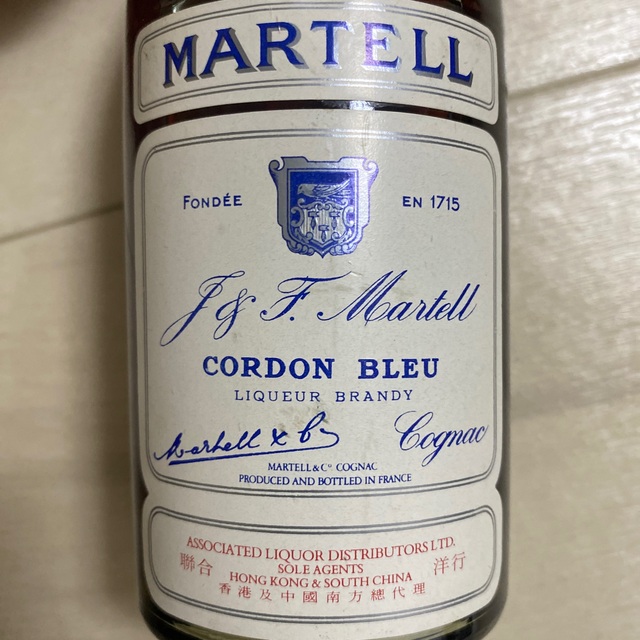 MARTELL
FONDÉE EN 1715
J & F. Martell
CORDON BLEU
LIQUEUR BRANDY
Martell & Co
Cognac
MARTELL & Co COGNAC
PRODUCED AND BOTTLED IN FRANCE
ASSOCIATED LIQUOR DISTRIBUTORS LTD.
聯合 SOLE AGENTS 洋行
HONG KONG & SOUTH CHINA
香港及中國南方總代理